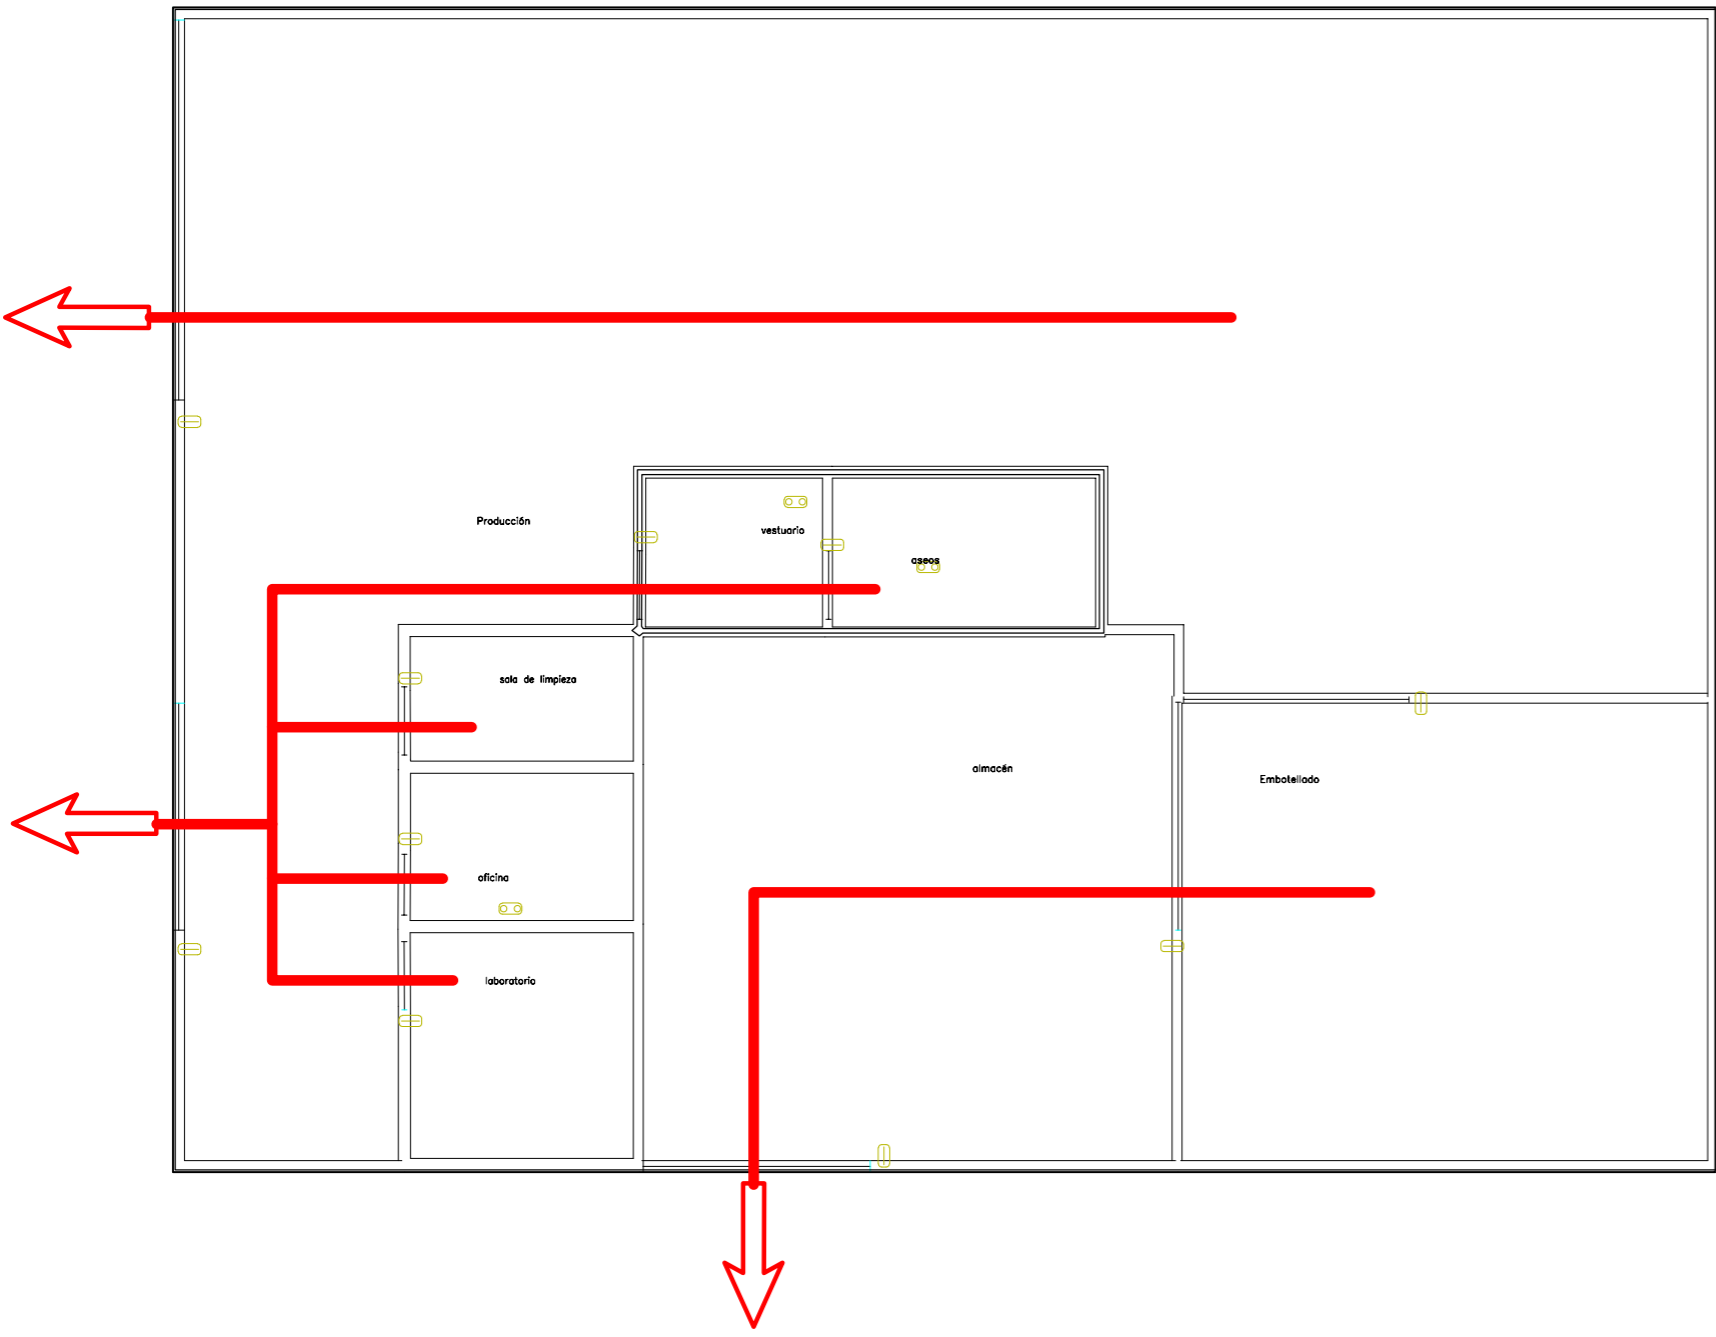 Producción
vestuario
aseos
sala de limpieza
almacén
Embotellado
oficina
laboratorio